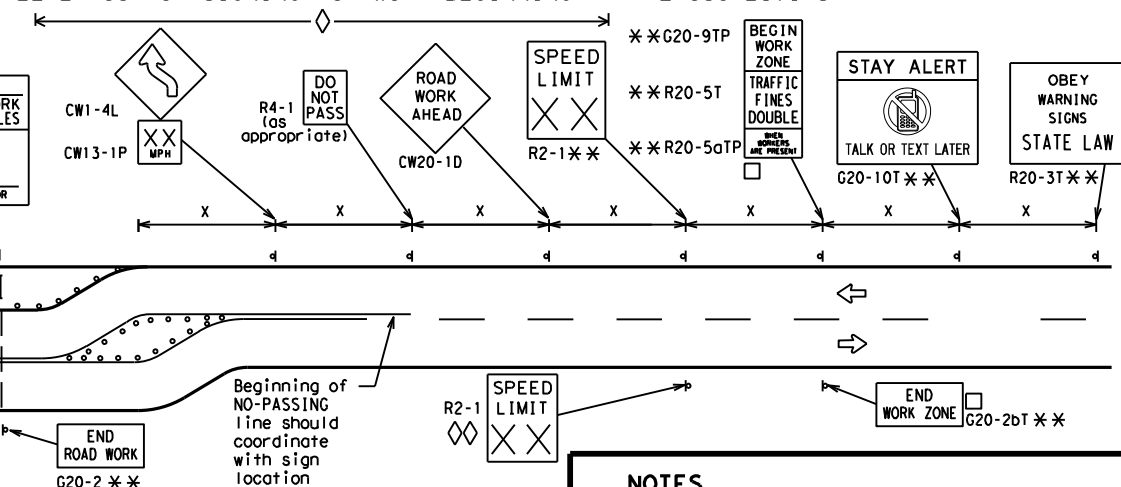 CW1-4L
XX
MPH
CW13-1P
R4-1
(as
appropriate)
DO
NOT
PASS
ROAD
WORK
AHEAD
CW20-1D
SPEED
LIMIT
XX
R2-1**
**G20-9TP
**R20-5T
**R20-5aTP
BEGIN
WORK
ZONE
TRAFFIC
FINES
DOUBLE
WHEN
WORKERS
ARE PRESENT
STAY ALERT
TALK OR TEXT LATER
G20-10T**
OBEY
WARNING
SIGNS
STATE LAW
R20-3T**
X X X X X X X
Beginning of
NO-PASSING
line should
coordinate
with sign
location
R2-1
SPEED
LIMIT
XX
END
WORK ZONE
G20-2bT**
END
ROAD WORK
G20-2**
NOTES